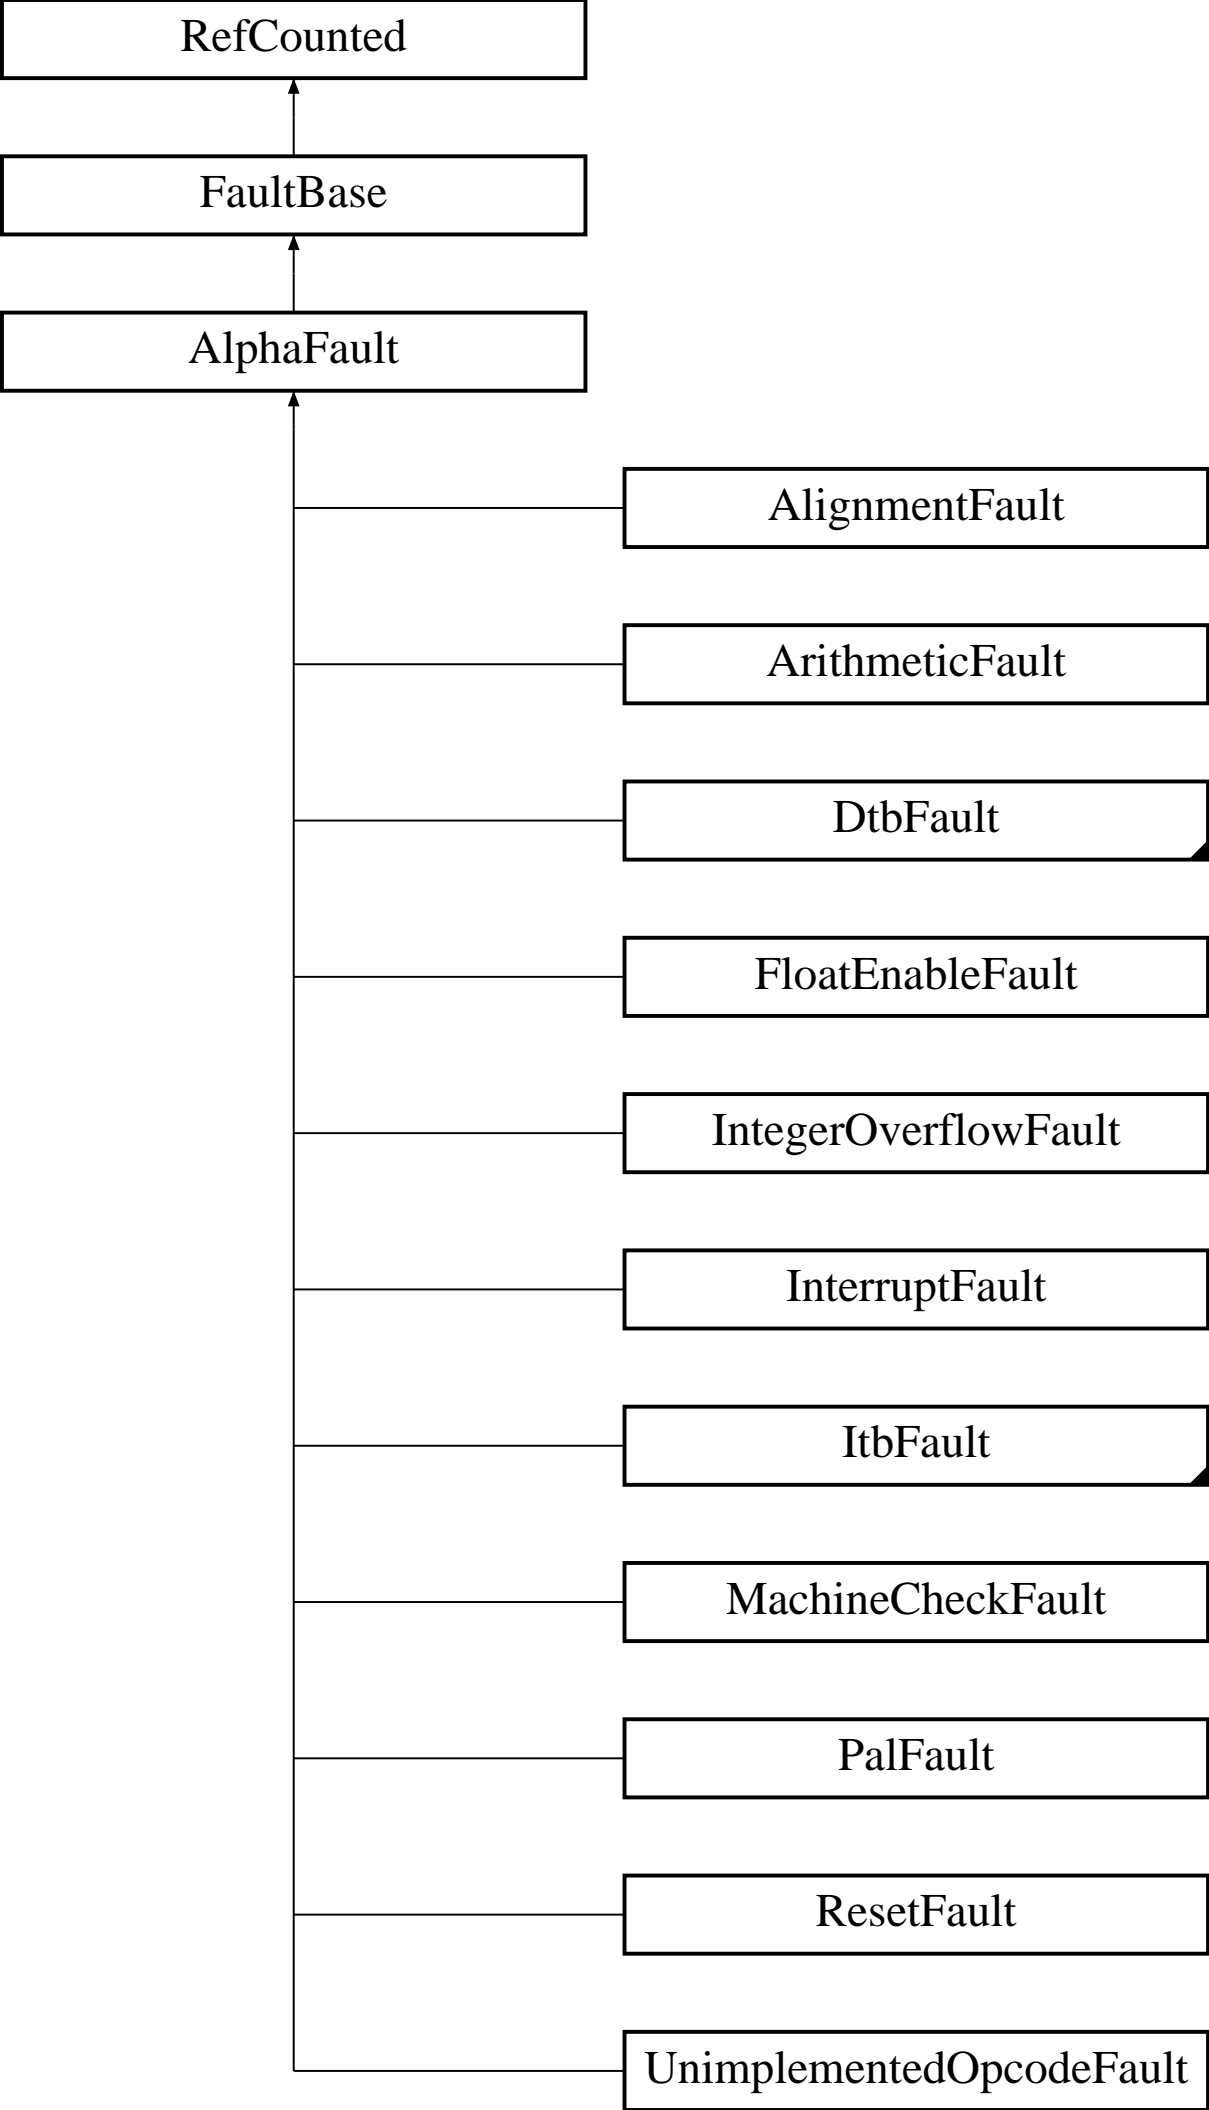 RefCounted
FaultBase
AlphaFault
AlignmentFault
ArithmeticFault
DtbFault
FloatEnableFault
IntegerOverflowFault
InterruptFault
ItbFault
MachineCheckFault
PalFault
ResetFault
UnimplementedOpcodeFault